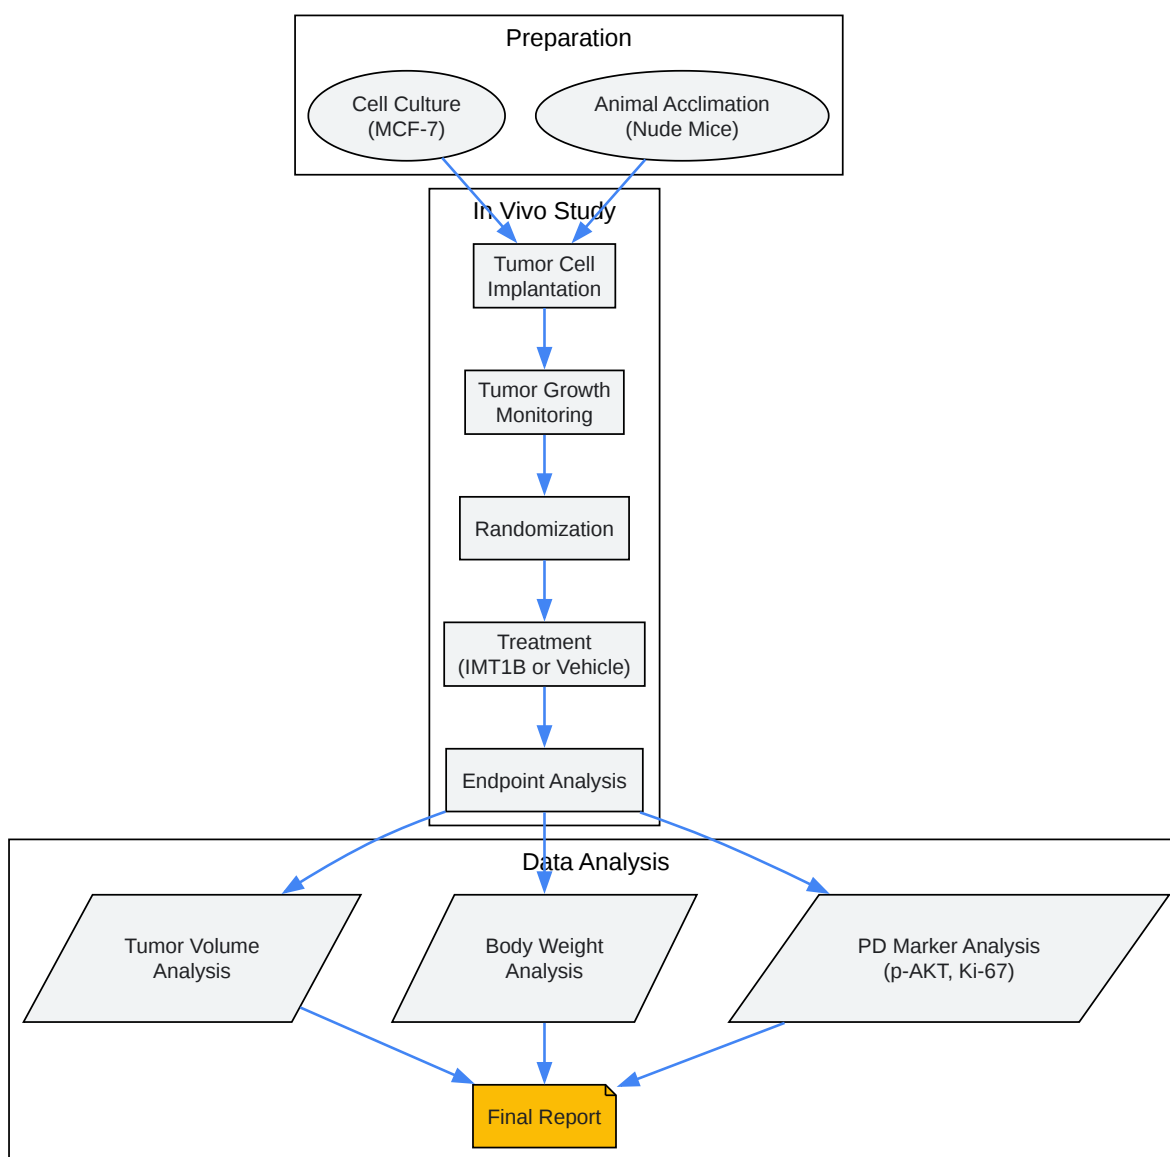 Preparation
Cell Culture
(MCF-7)
Animal Acclimation
(Nude Mice)
In Vivo Study
Tumor Cell
Implantation
Tumor Growth
Monitoring
Randomization
Treatment
(IMT1B or Vehicle)
Endpoint Analysis
Data Analysis
Tumor Volume
Analysis
Body Weight
Analysis
PD Marker Analysis
(p-AKT, Ki-67)
Final Report